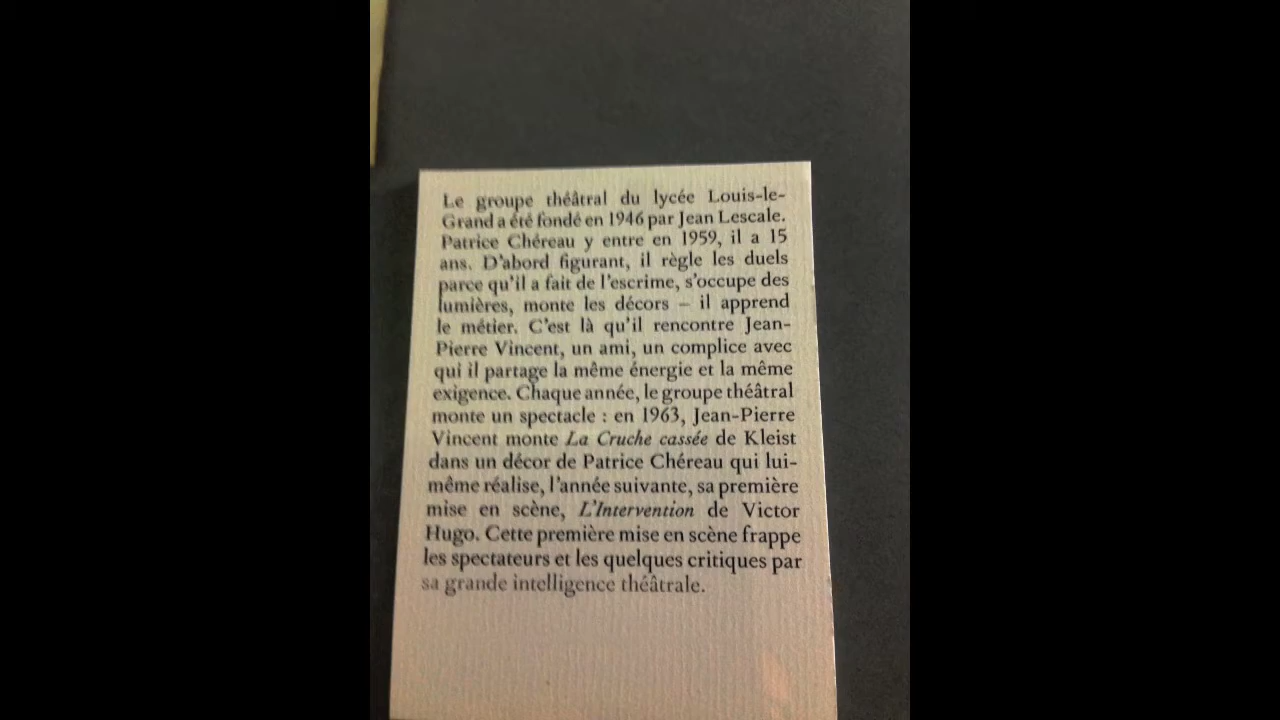 Le groupe théâtral du lycée Louis-le-
Grand a été fondé en 1946 par Jean Lescale.
Patrice Chéreau y entre en 1959, il a 15
ans. D'abord figurant, il règle les duels
parce qu'il a fait de l'escrime, s'occupe des
lumières, monte les décors – il apprend
le métier. C'est là qu'il rencontre Jean-
Pierre Vincent, un ami, un complice avec
qui il partage la même énergie et la même
exigence. Chaque année, le groupe théâtral
monte un spectacle : en 1963, Jean-Pierre
Vincent monte La Cruche cassée de Kleist
dans un décor de Patrice Chéreau qui lui-
même réalise, l'année suivante, sa première
mise en scène, L'Intervention de Victor
Hugo. Cette première mise en scène frappe
les spectateurs et les quelques critiques par
sa grande intelligence théâtrale.